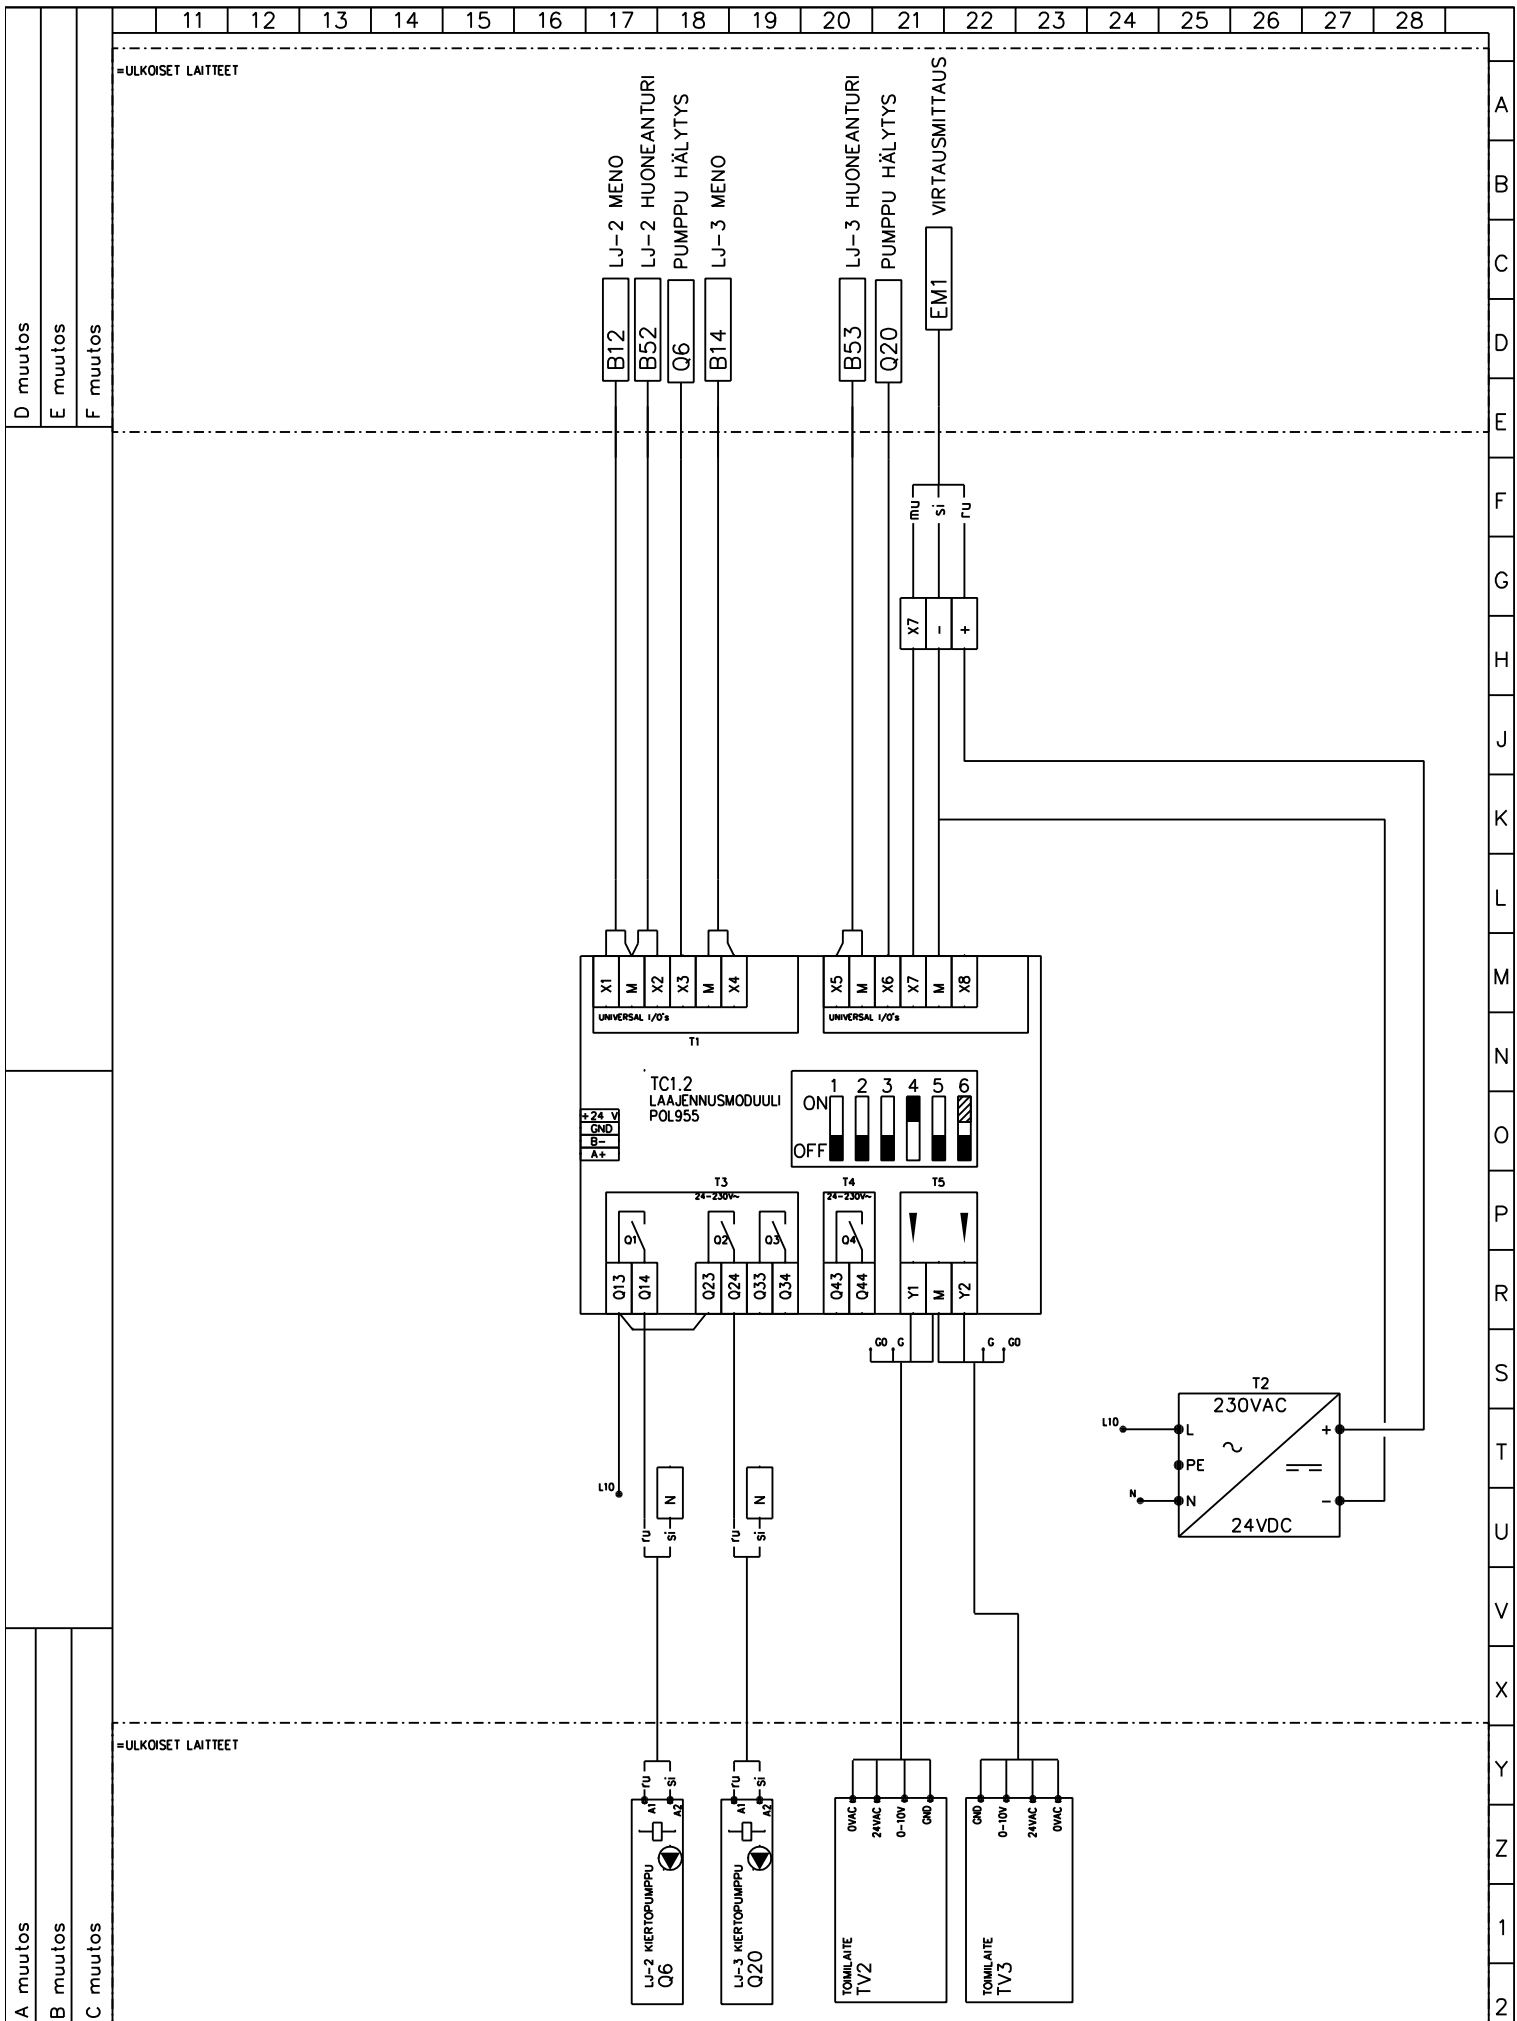 11 12 13 14 15 16 17 18 19 20 21 22 23 24 25 26 27 28
=ULKOISET LAITTEET
A
B
C
D
E
F
G
H
J
K
L
M
N
O
P
R
S
T
U
V
X
Y
Z
1
2
D muutos
E muutos
F muutos
B12 LJ-2 MENO
B52 LJ-2 HUONEANTURI
Q6 PUMPPU HÄLYTYS
B14 LJ-3 MENO
B53 LJ-3 HUONEANTURI
Q20 PUMPPU HÄLYTYS
EM1 VIRTAUSMITTAUS
mu si ru
X7 - +
X1 M X2 X3 M X4
X5 M X6 X7 M X8
UNIVERSAL I/O's
UNIVERSAL I/O's
T1
TC1.2
LAAJENNUSMODUULI
POL955
1 2 3 4 5 6
ON
OFF
+24 V
GND
B-
A+
T3
24-230V~
T4
24-230V~
T5
Q1 Q2 Q3 Q4
Q13 Q14 Q23 Q24 Q33 Q34 Q43 Q44 Y1 M Y2
G0 G G G0
L10
N N
ru si ru si
T2
230VAC
L10 L +
PE
N N -
24VDC
=ULKOISET LAITTEET
ru si ru si
A1 A2 A1 A2
LJ-2 KIERTOPUMPPU
Q6
LJ-3 KIERTOPUMPPU
Q20
0VAC 24VAC 0-10V GND
TOIMILAITE
TV2
GND 0-10V 24VAC 0VAC
TOIMILAITE
TV3
A muutos
B muutos
C muutos